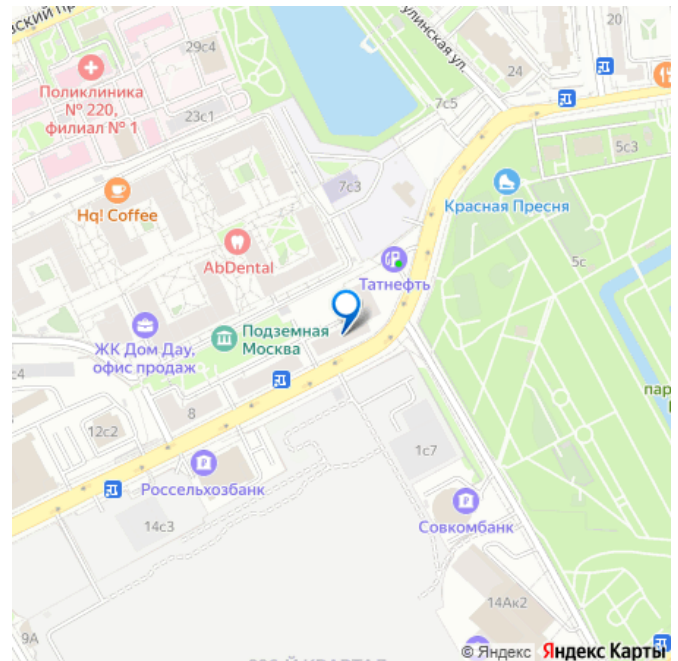 вский пр
29с4
Поликлиника
№ 220,
филиал № 1
23с1
улинская ул.
20
24
7с5
5с3
7с3
Hq! Coffee
Красная Пресня
AbDental
5с
Татнефть
ЖК Дом Дау,
офис продаж
Подземная
Москва
с4
пар
8
12с2
1с7
Россельхозбанк
Совкомбанк
14с3
14Ак2
9А
© Яндекс Яндекс Карты